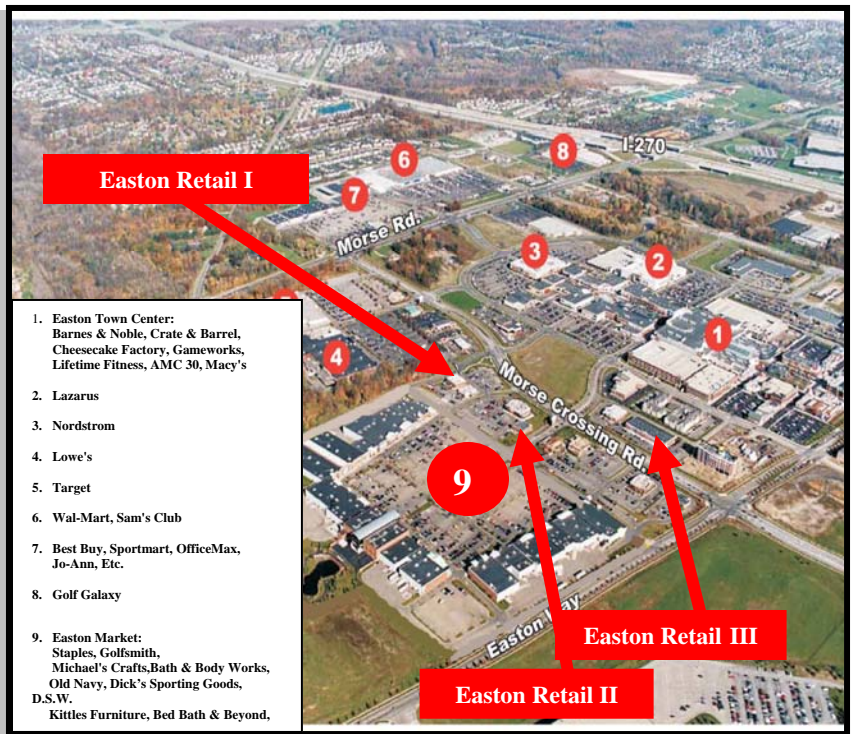 I-270
8
6
Easton Retail I
7
Morse Rd.
3
2
1
4
Morse Crossing Rd.
9
Easton Way
Easton Retail III
Easton Retail II
1. Easton Town Center:
Barnes & Noble, Crate & Barrel,
Cheesecake Factory, Gameworks,
Lifetime Fitness, AMC 30, Macy's
2. Lazarus
3. Nordstrom
4. Lowe's
5. Target
6. Wal-Mart, Sam's Club
7. Best Buy, Sportmart, OfficeMax,
Jo-Ann, Etc.
8. Golf Galaxy
9. Easton Market:
Staples, Golfsmith,
Michael's Crafts,Bath & Body Works,
Old Navy, Dick’s Sporting Goods,
D.S.W.
Kittles Furniture, Bed Bath & Beyond,